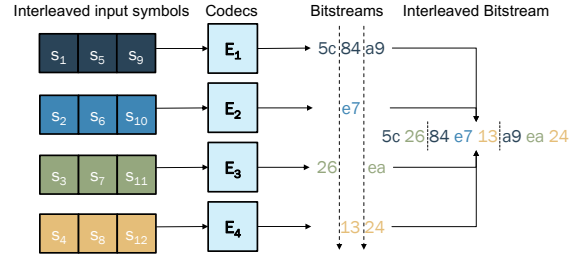 Interleaved input symbols Codecs Bitstreams Interleaved Bitstream
s1 s5 s9 E1 5c 84 a9
s2 s6 s10 E2 e7
5c 26 84 e7 13 a9 ea 24
s3 s7 s11 E3 26 ea
s4 s8 s12 E4 13 24